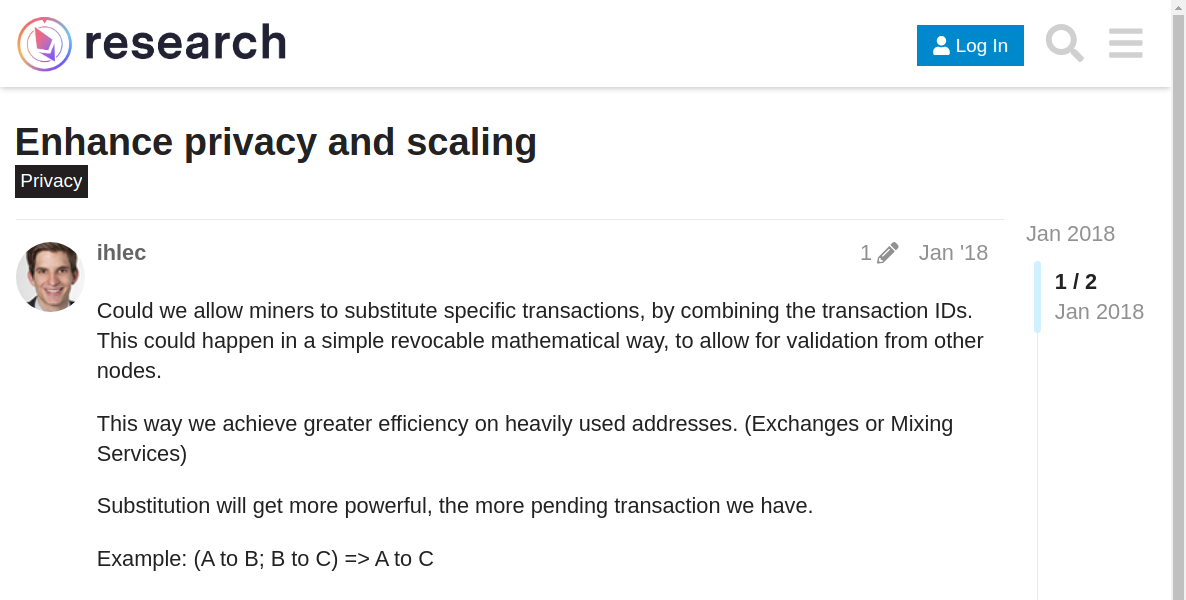 research
Log In
Enhance privacy and scaling
Privacy
ihlec
1
Jan '18
Jan 2018
1 / 2
Jan 2018
Could we allow miners to substitute specific transactions, by combining the transaction IDs.
This could happen in a simple revocable mathematical way, to allow for validation from other
nodes.
This way we achieve greater efficiency on heavily used addresses. (Exchanges or Mixing
Services)
Substitution will get more powerful, the more pending transaction we have.
Example: (A to B; B to C) => A to C